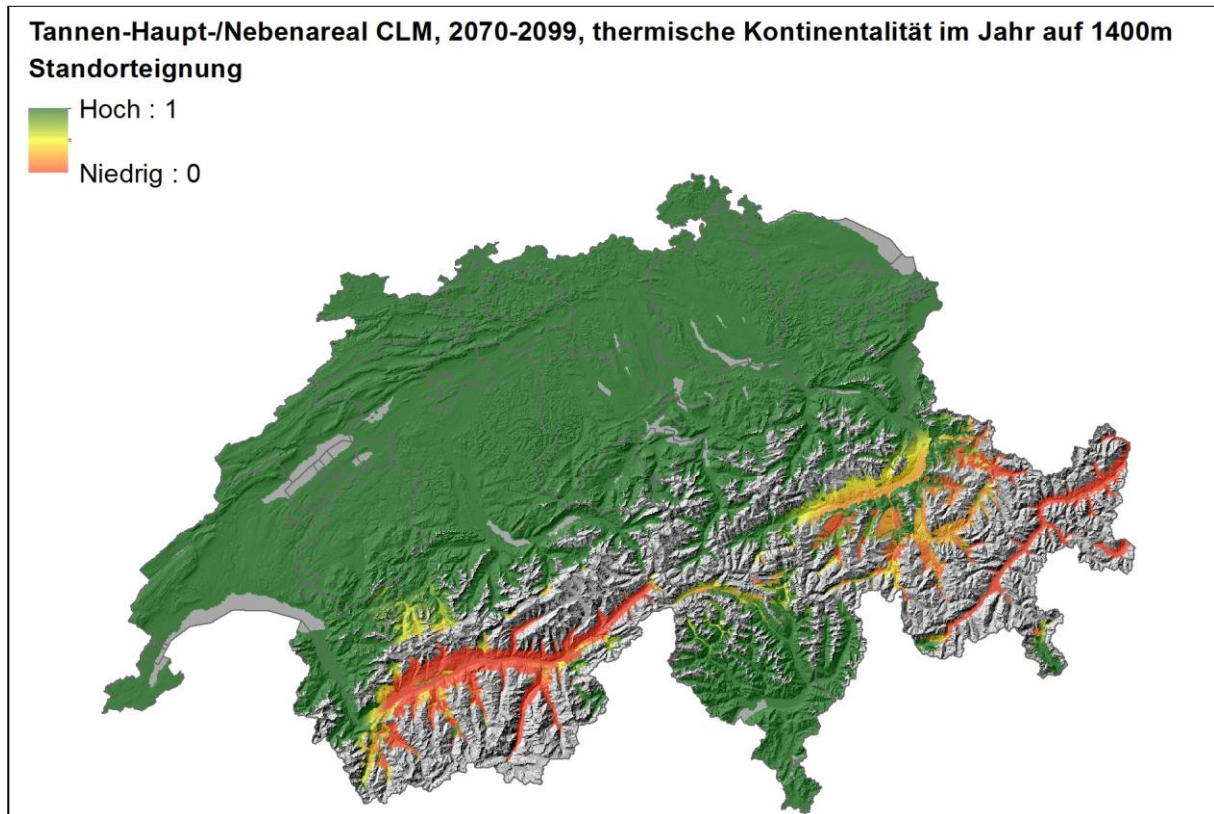 Tannen-Haupt-/Nebenareal CLM, 2070-2099, thermische Kontinentalität im Jahr auf 1400m
Standorteignung
Hoch : 1
Niedrig : 0